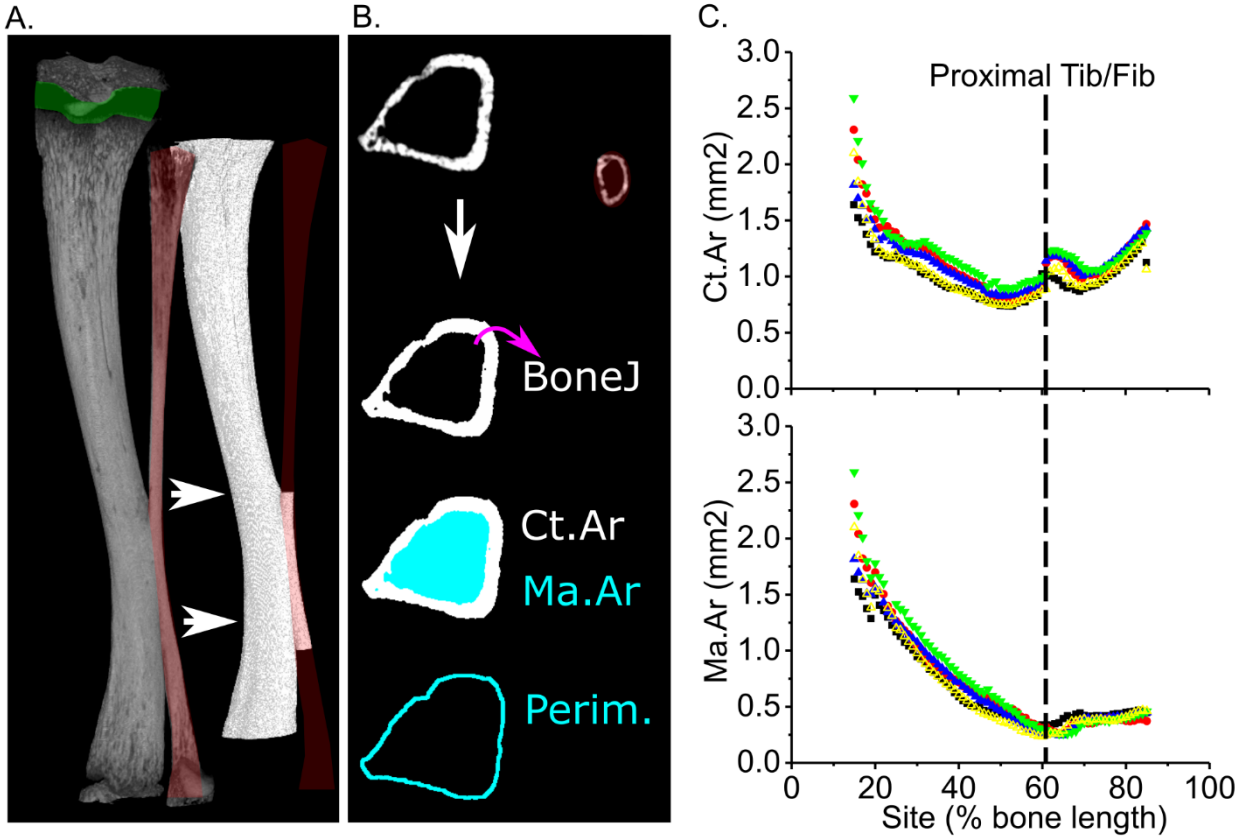 A.
B.
BoneJ
Ct.Ar
Ma.Ar
Perim.
C.
3.0
2.5
2.0
1.5
1.0
0.5
0.0
Ct.Ar (mm2)
Proximal Tib/Fib
3.0
2.5
2.0
1.5
1.0
0.5
0.0
Ma.Ar (mm2)
0 20 40 60 80 100
Site (% bone length)